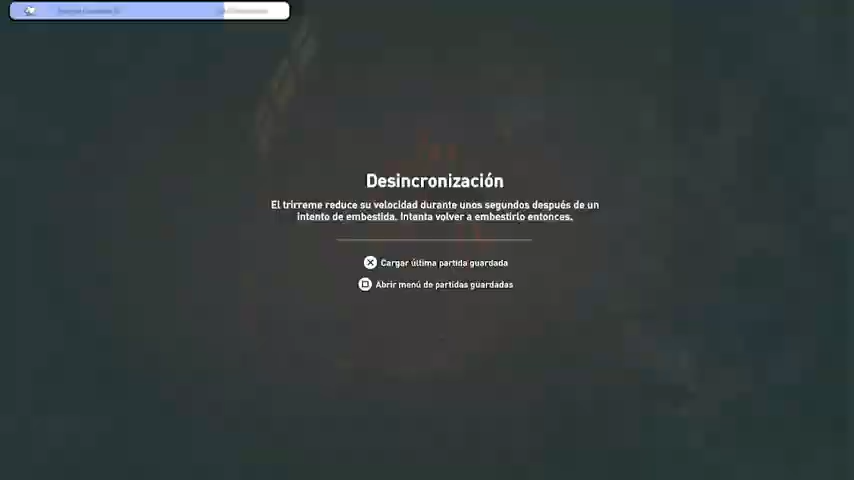 Desincronización
El trirreme reduce su velocidad durante unos segundos después de un
intento de embestida. Intenta volver a embestirlo entonces.
Cargar última partida guardada
Abrir menú de partidas guardadas